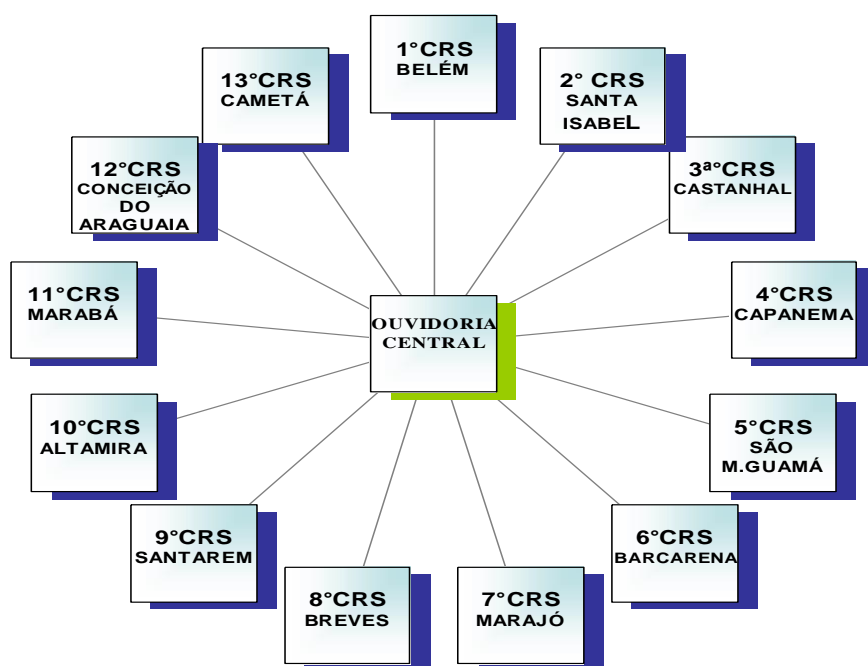 1°CRS
BELÉM
2° CRS
SANTA
ISABEL
3ª°CRS
CASTANHAL
4°CRS
CAPANEMA
5°CRS
SÃO
M.GUAMÁ
6°CRS
BARCARENA
7°CRS
MARAJÓ
8°CRS
BREVES
9°CRS
SANTAREM
10°CRS
ALTAMIRA
11°CRS
MARABÁ
12°CRS
CONCEIÇÃO
DO
ARAGUAIA
13°CRS
CAMETÁ
OUVIDORIA
CENTRAL